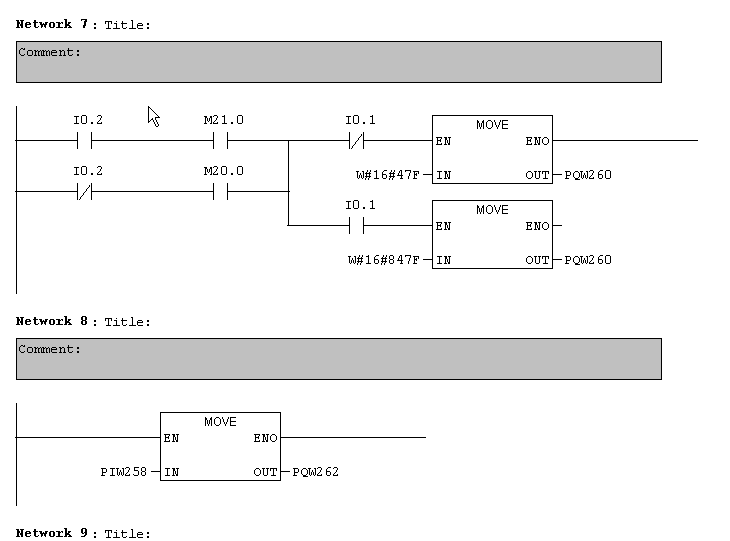 Network 7 : Title:
Comment:
I0.2 M21.0 I0.1 MOVE
EN ENO
I0.2 M20.0 W#16#47F IN OUT PQW260
I0.1 MOVE
EN ENO
W#16#847F IN OUT PQW260
Network 8 : Title:
Comment:
MOVE
EN ENO
PIW258 IN OUT PQW262
Network 9 : Title: